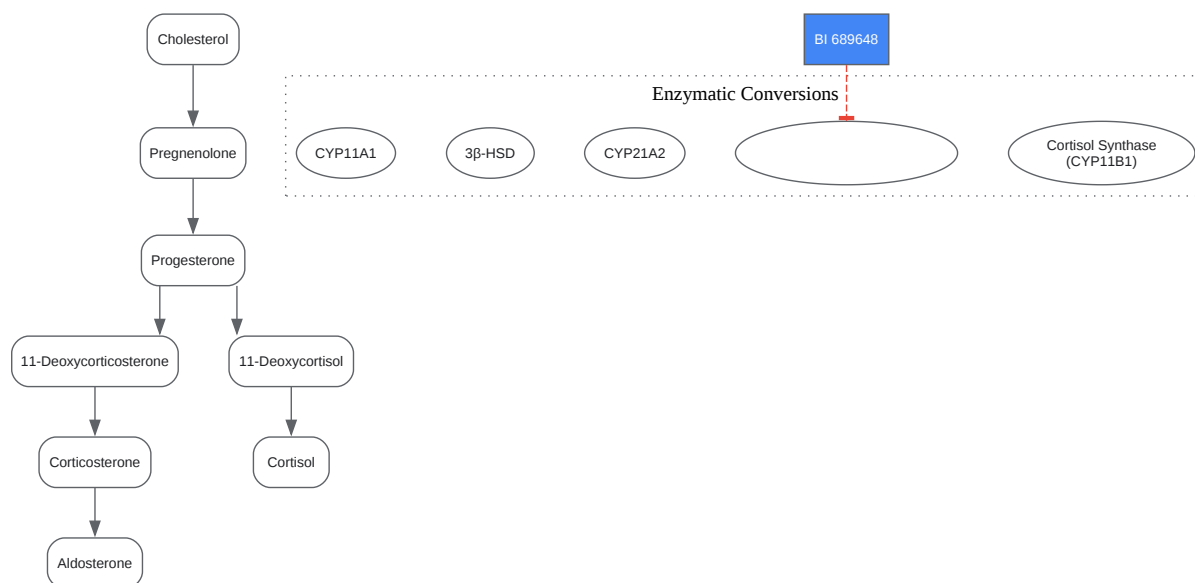 Cholesterol
BI 689648
Enzymatic Conversions
Pregnenolone
CYP11A1
3β-HSD
CYP21A2
Cortisol Synthase
(CYP11B1)
Progesterone
11-Deoxycorticosterone
11-Deoxycortisol
Corticosterone
Cortisol
Aldosterone